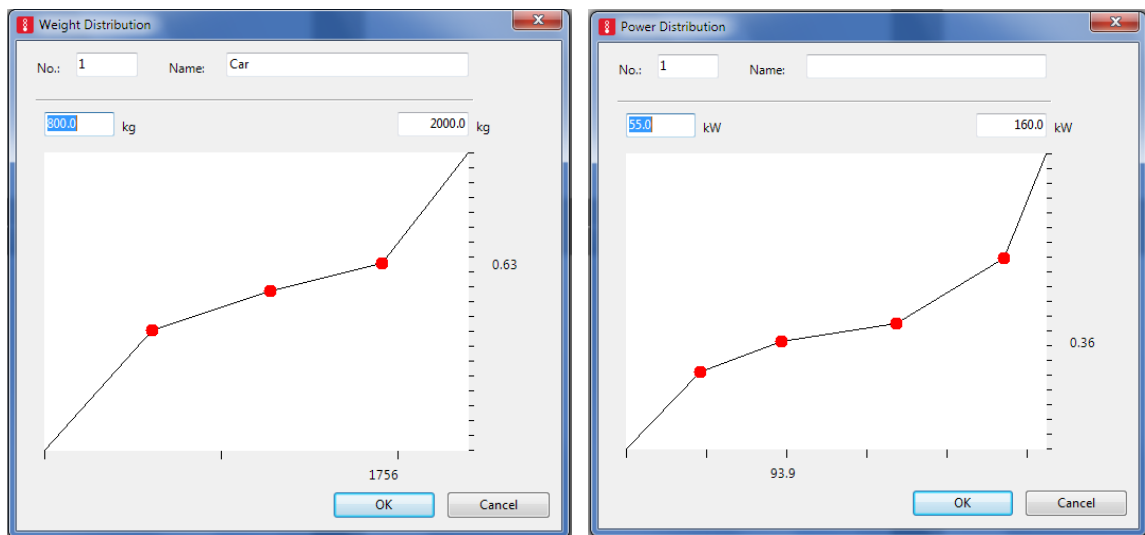 Weight Distribution
No.: 1 Name: Car
800.0 kg 2000.0 kg
0.63
1756
OK Cancel
Power Distribution
No.: 1 Name:
55.0 kW 160.0 kW
0.36
93.9
OK Cancel